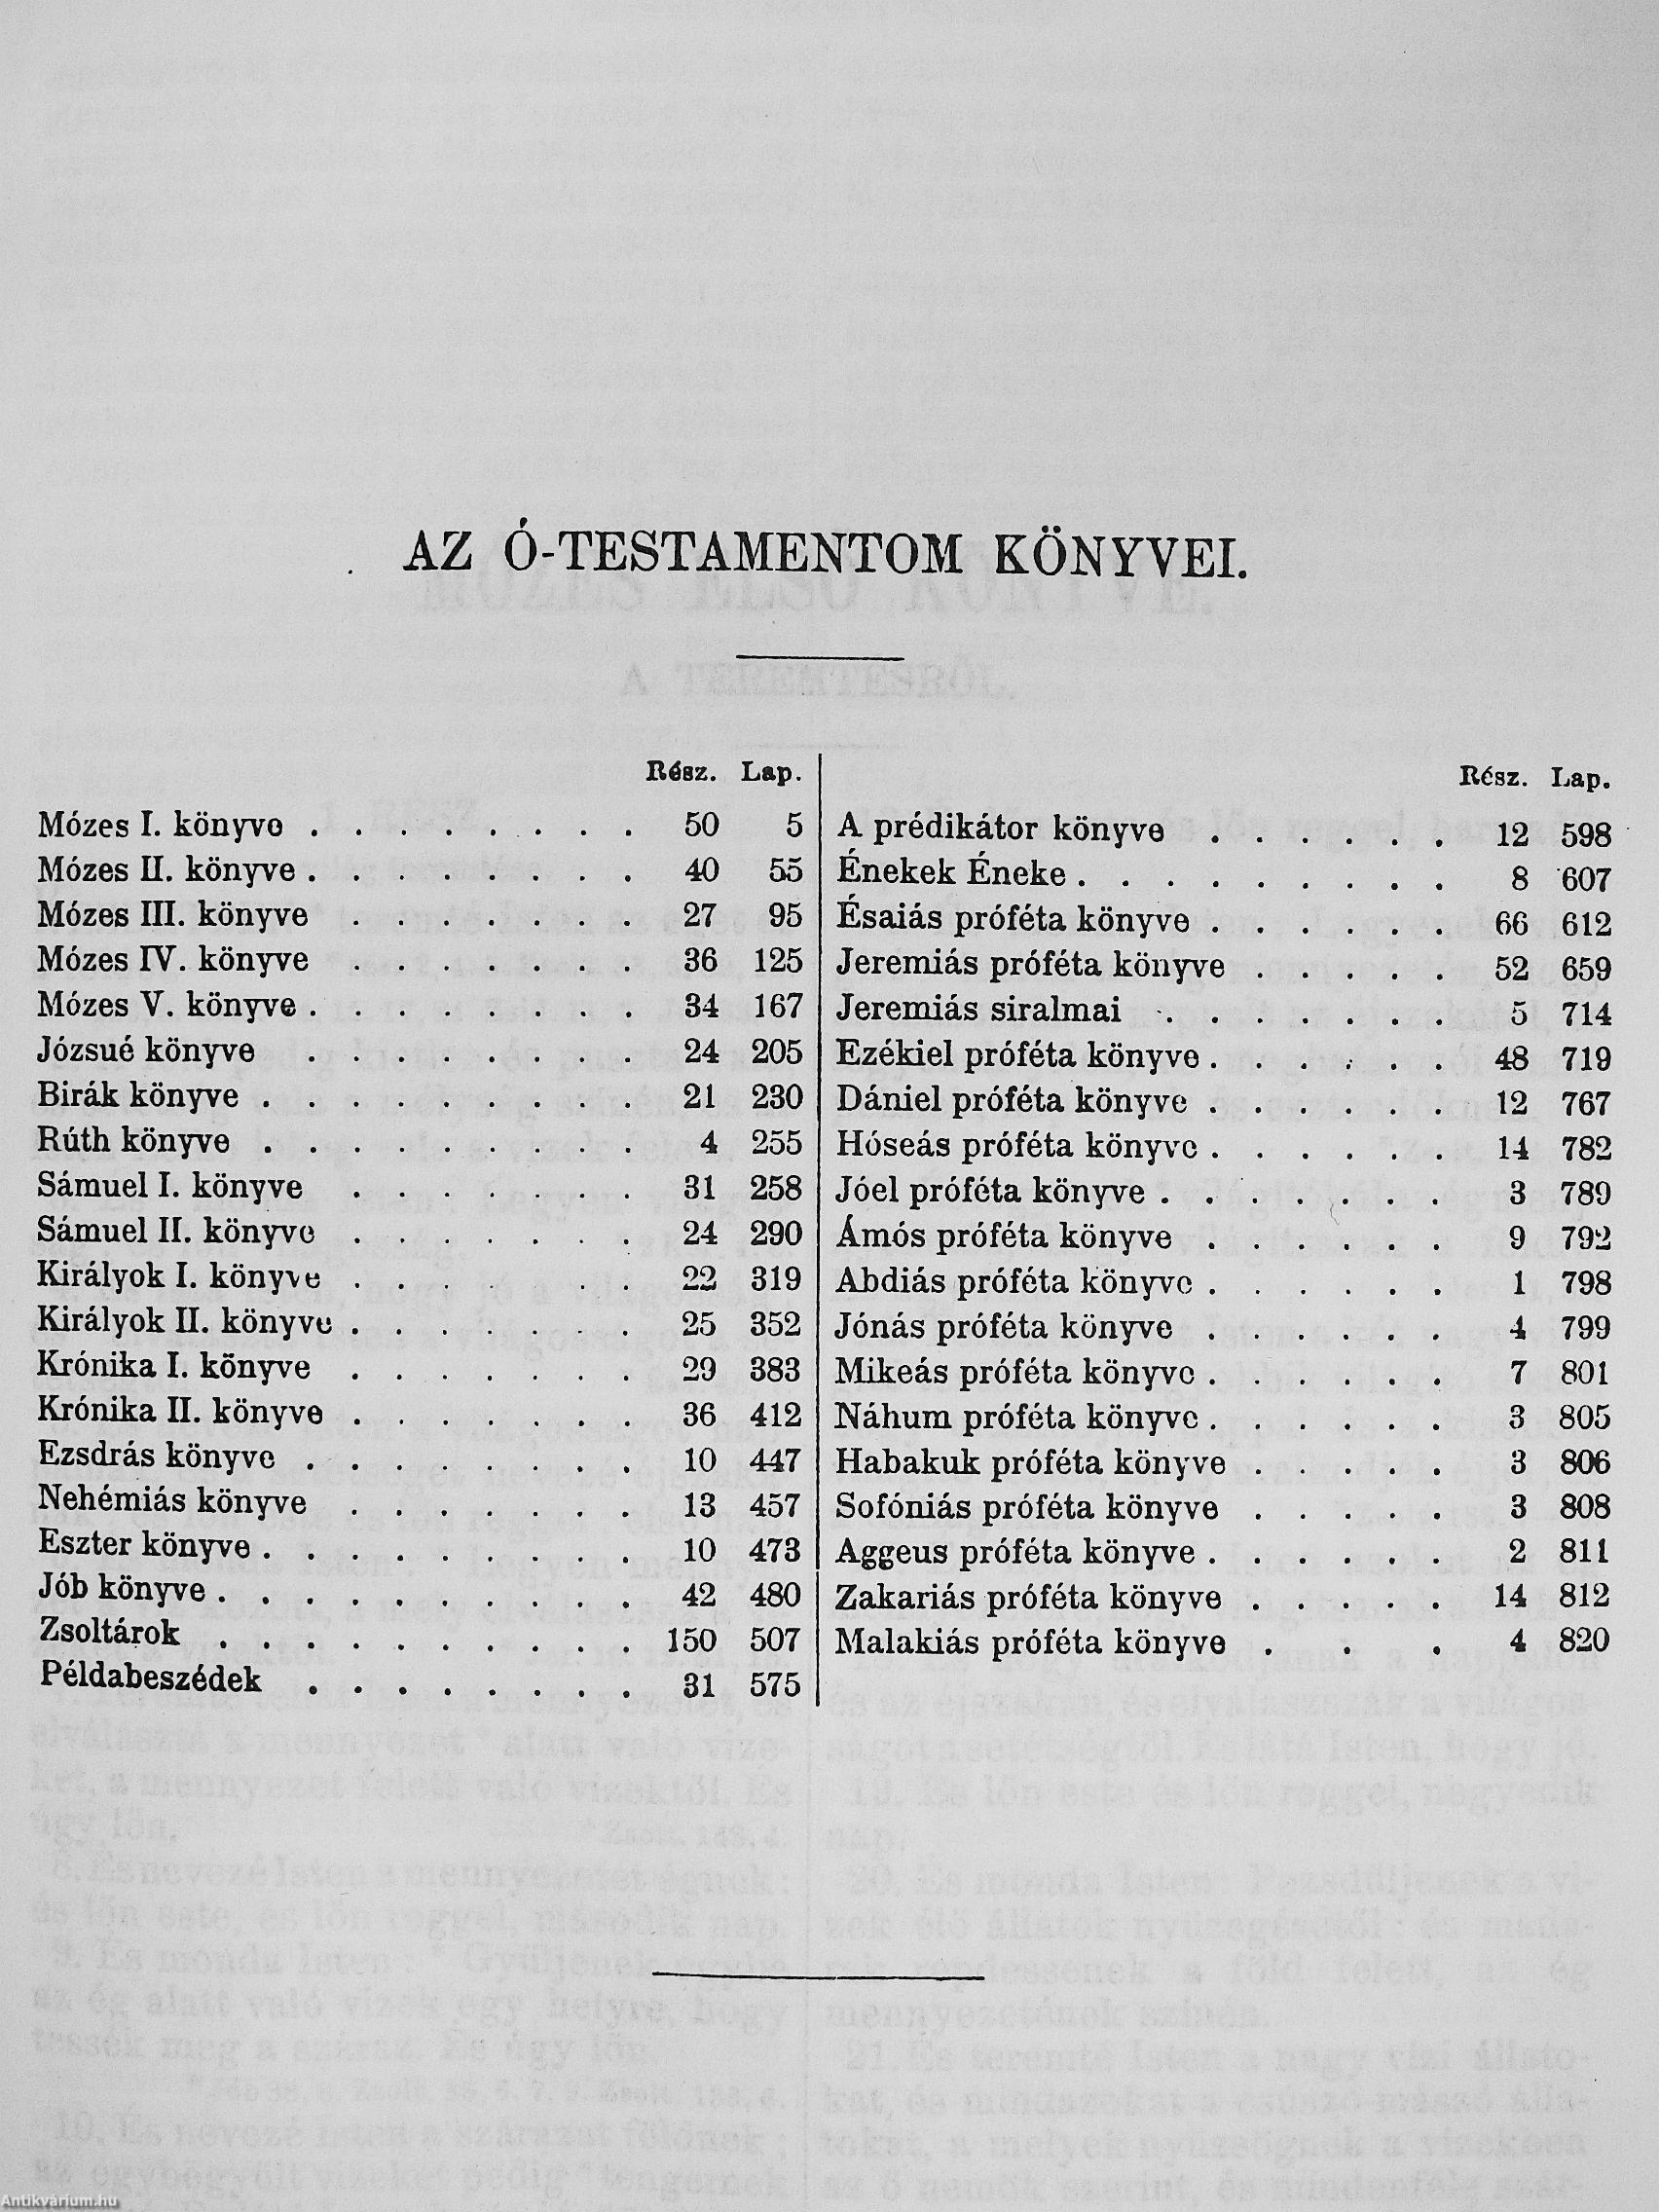 AZ Ó-TESTAMENTOM KÖNYVEI.
Rész. Lap.
Mózes I. könyve . . . . . . . . 50 5
Mózes II. könyve . . . . . . . . 40 55
Mózes III. könyve . . . . . . . 27 95
Mózes IV. könyve . . . . . . . 36 125
Mózes V. könyve . . . . . . . . 34 167
Józsué könyve . . . . . . . . 24 205
Birák könyve . . . . . . . . . 21 230
Rúth könyve . . . . . . . . . 4 255
Sámuel I. könyve . . . . . . . 31 258
Sámuel II. könyve . . . . . . . 24 290
Királyok I. könyve . . . . . . . 22 319
Királyok II. könyve . . . . . . . 25 352
Krónika I. könyve . . . . . . . 29 383
Krónika II. könyve . . . . . . . 36 412
Ezsdrás könyve . . . . . . . . 10 447
Nehémiás könyve . . . . . . . 13 457
Eszter könyve . . . . . . . . . 10 473
Jób könyve . . . . . . . . . . 42 480
Zsoltárok . . . . . . . . . . 150 507
Példabeszédek . . . . . . . . 31 575
Rész. Lap.
A prédikátor könyve . . . . . . 12 598
Énekek Éneke . . . . . . . . . 8 607
Ésaiás próféta könyve . . . . . . 66 612
Jeremiás próféta könyve . . . . . 52 659
Jeremiás siralmai . . . . . . . 5 714
Ezékiel próféta könyve . . . . . . 48 719
Dániel próféta könyve . . . . . . 12 767
Hóseás próféta könyve . . . . . . 14 782
Jóel próféta könyve . . . . . . . 3 789
Ámós próféta könyve . . . . . . 9 792
Abdiás próféta könyve . . . . . . 1 798
Jónás próféta könyve . . . . . . 4 799
Mikeás próféta könyve . . . . . . 7 801
Náhum próféta könyve . . . . . . 3 805
Habakuk próféta könyve . . . . . 3 806
Sofóniás próféta könyve . . . . . 3 808
Aggeus próféta könyve . . . . . . 2 811
Zakariás próféta könyve . . . . . 14 812
Malakiás próféta könyve . . . 4 820
Antikvárium.hu